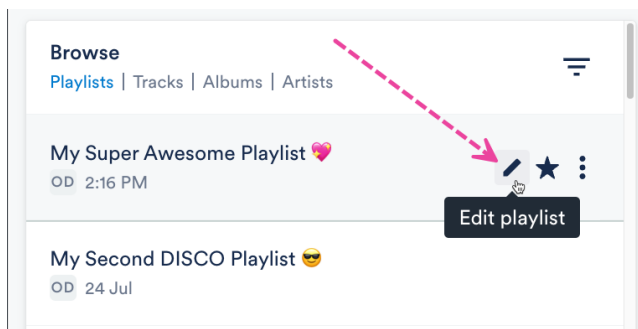 Browse
Playlists | Tracks | Albums | Artists
My Super Awesome Playlist 💖
OD 2:16 PM
Edit playlist
My Second DISCO Playlist 😎
OD 24 Jul